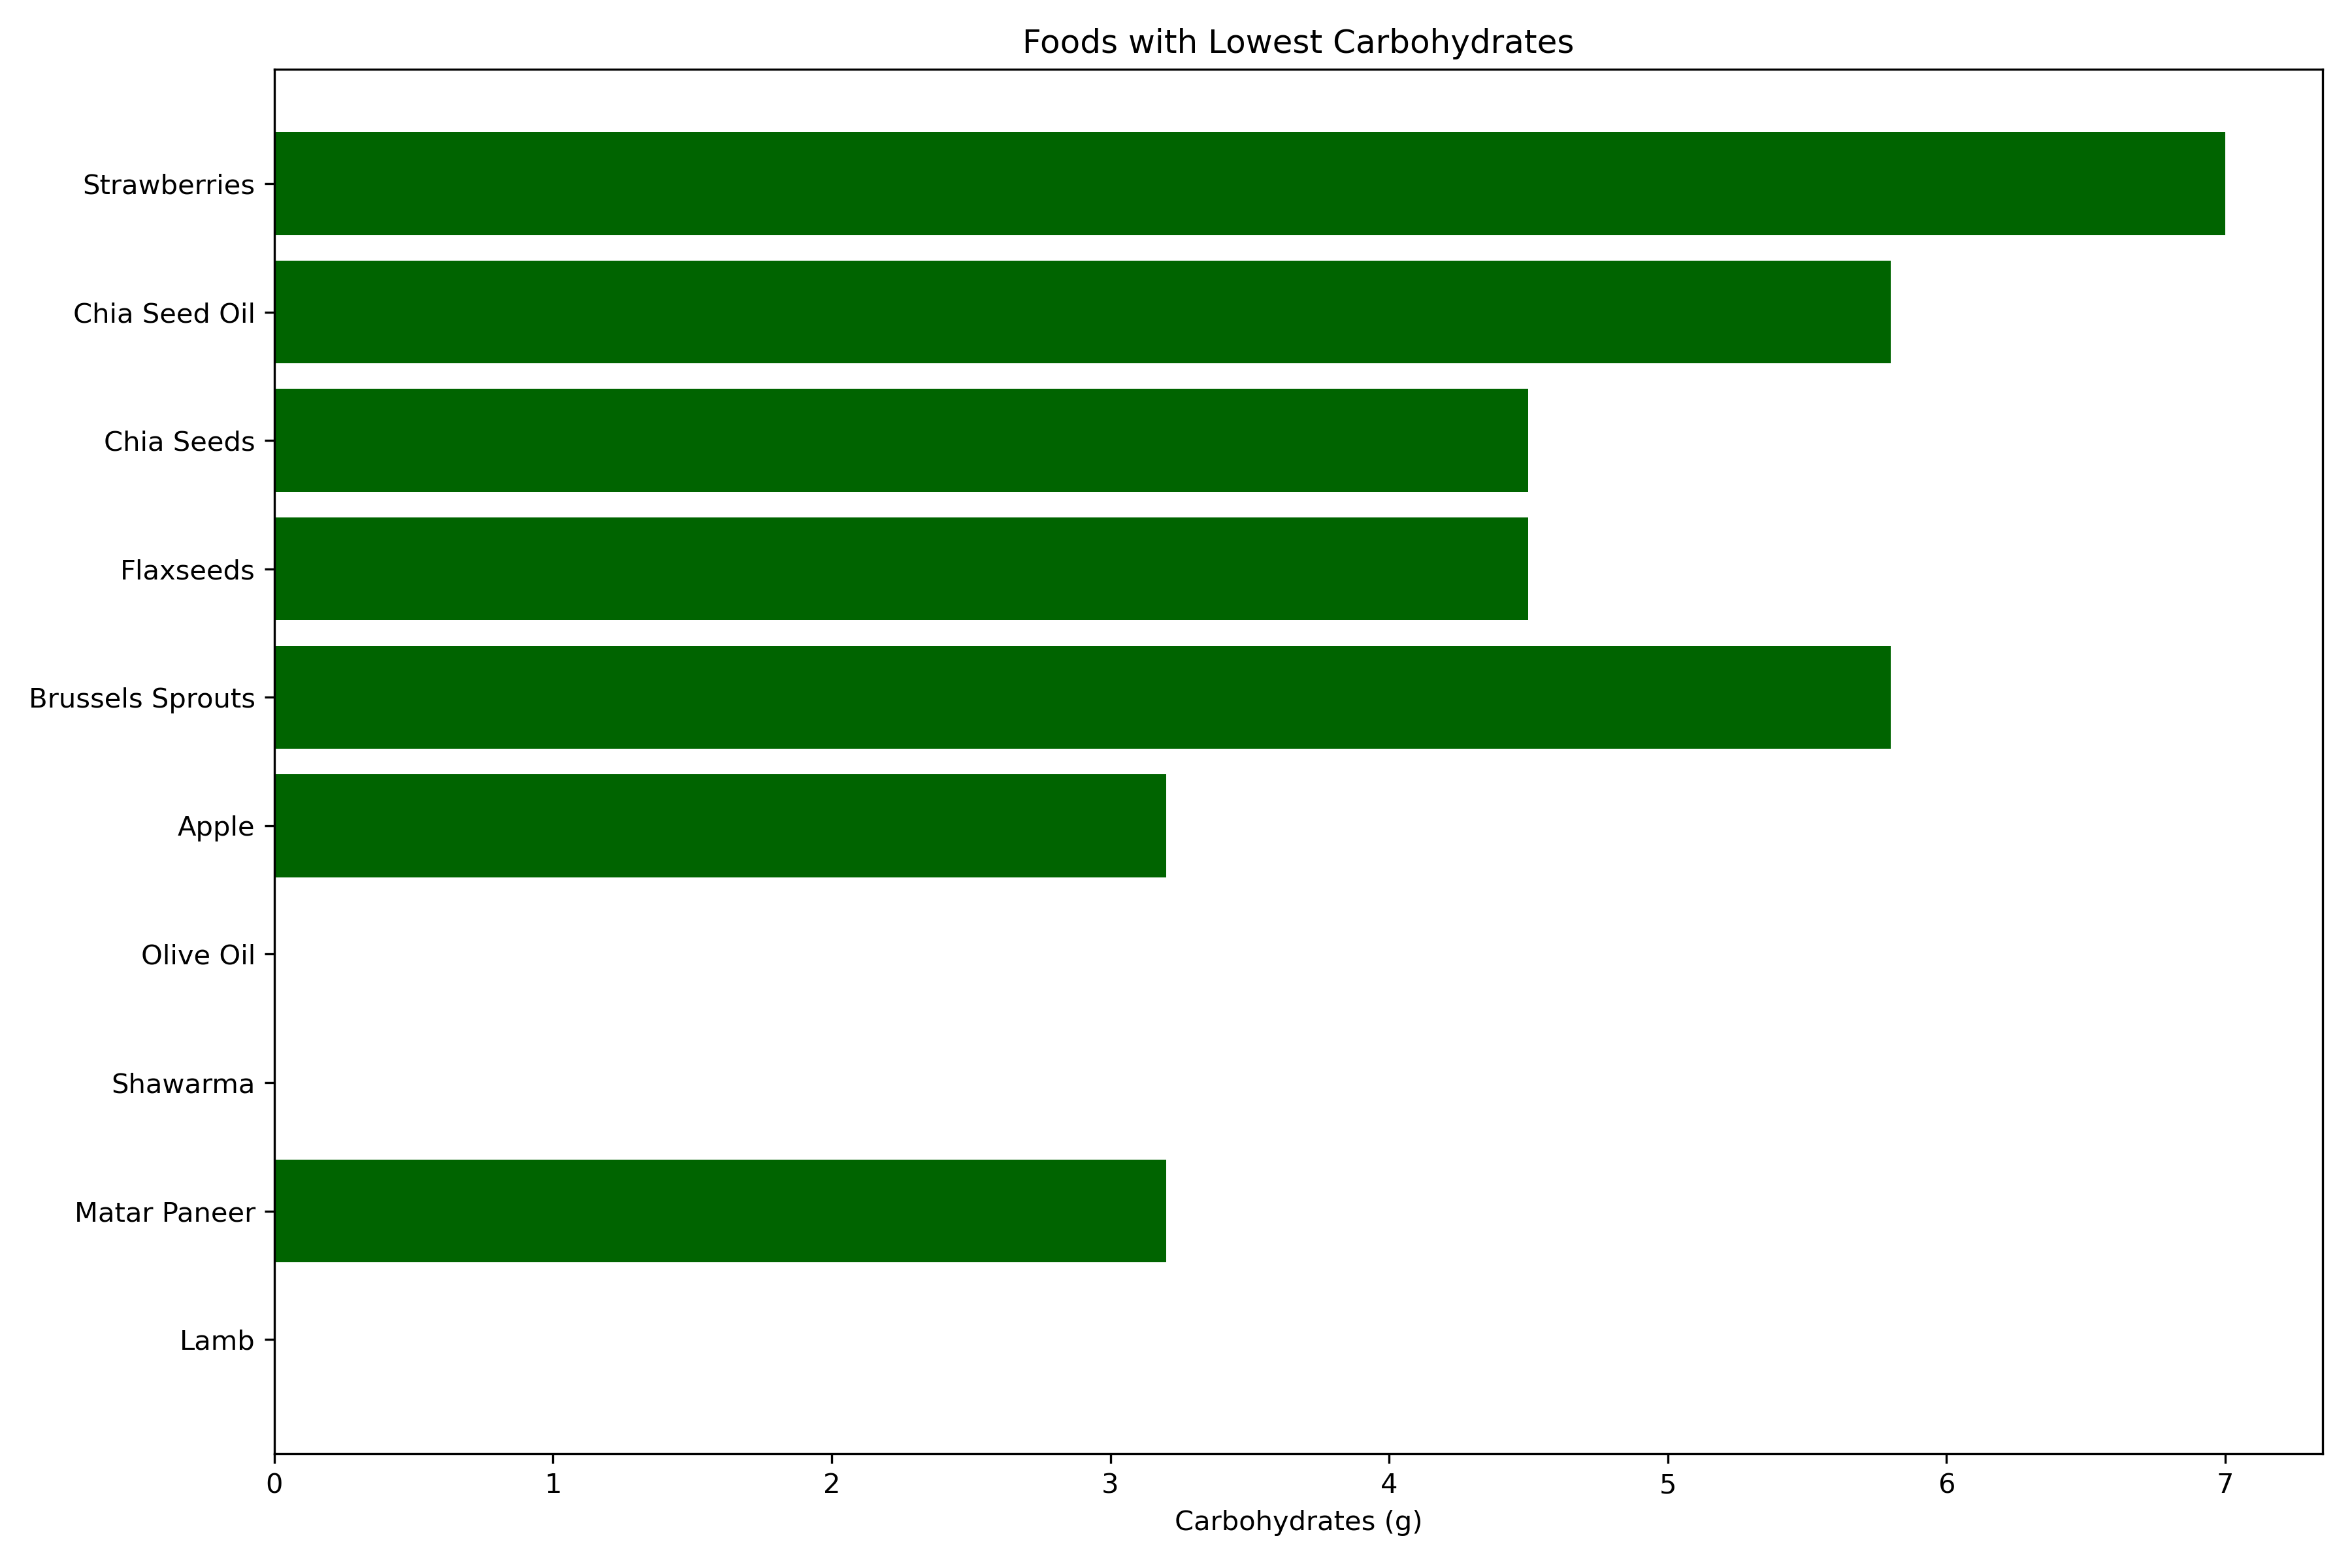 Foods with Lowest Carbohydrates
Strawberries
Chia Seed Oil
Chia Seeds
Flaxseeds
Brussels Sprouts
Apple
Olive Oil
Shawarma
Matar Paneer
Lamb
0 1 2 3 4 5 6 7
Carbohydrates (g)